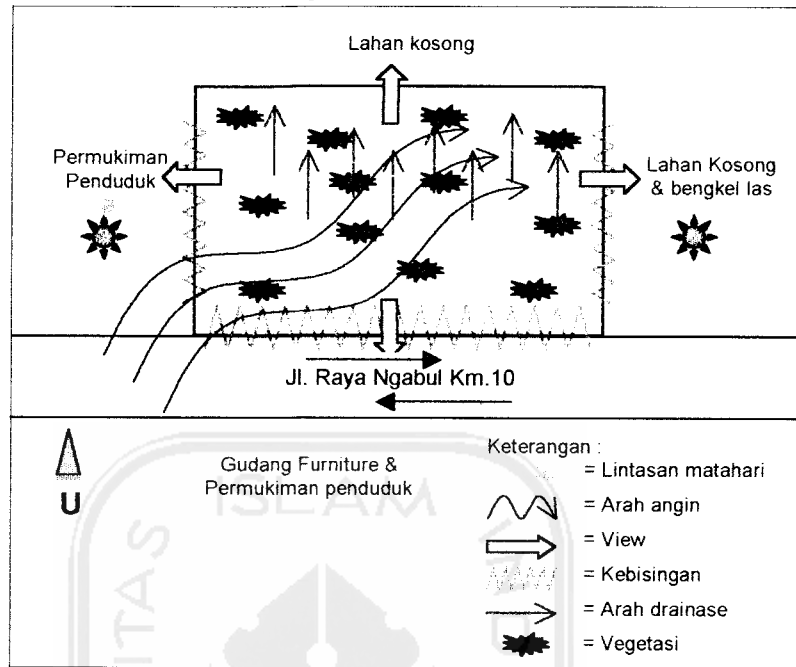 Lahan kosong
Permukiman
Penduduk
Lahan Kosong
& bengkel las
Jl. Raya Ngabul Km.10
U
Gudang Furniture &
Permukiman penduduk
Keterangan :
= Lintasan matahari
= Arah angin
= View
= Kebisingan
= Arah drainase
= Vegetasi
ISLAM